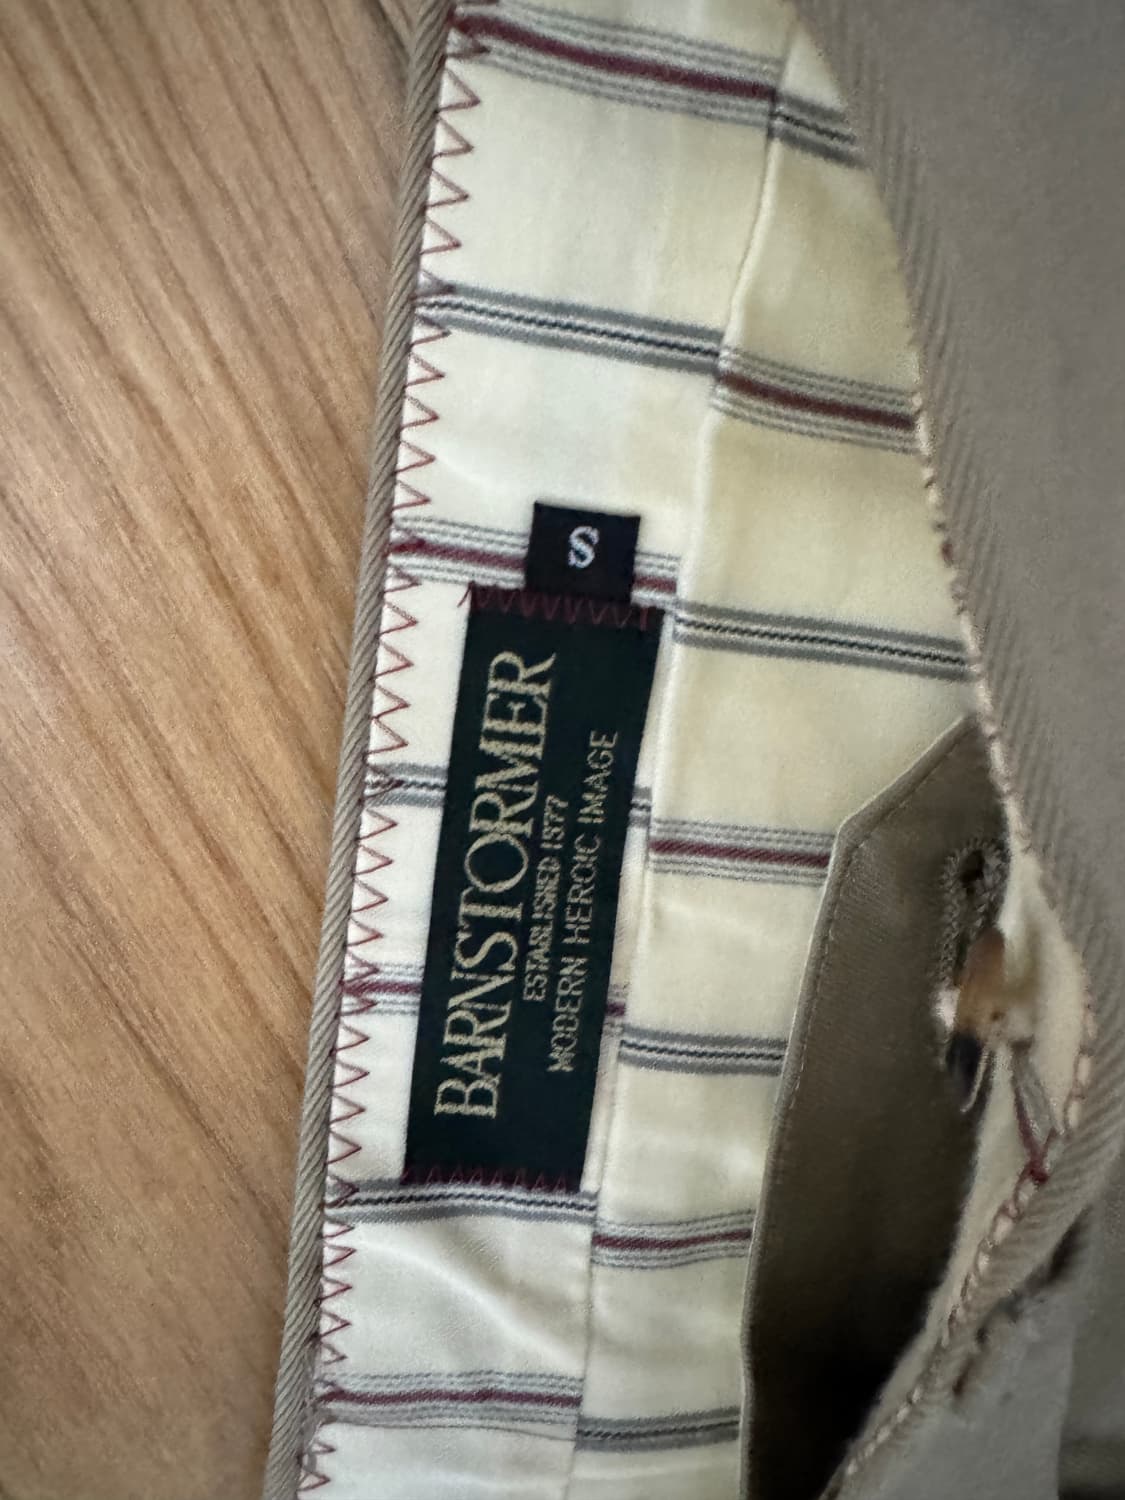 S
BARNSTORMER
ESTABLISHED 1977
MODERN HEROIC IMAGE